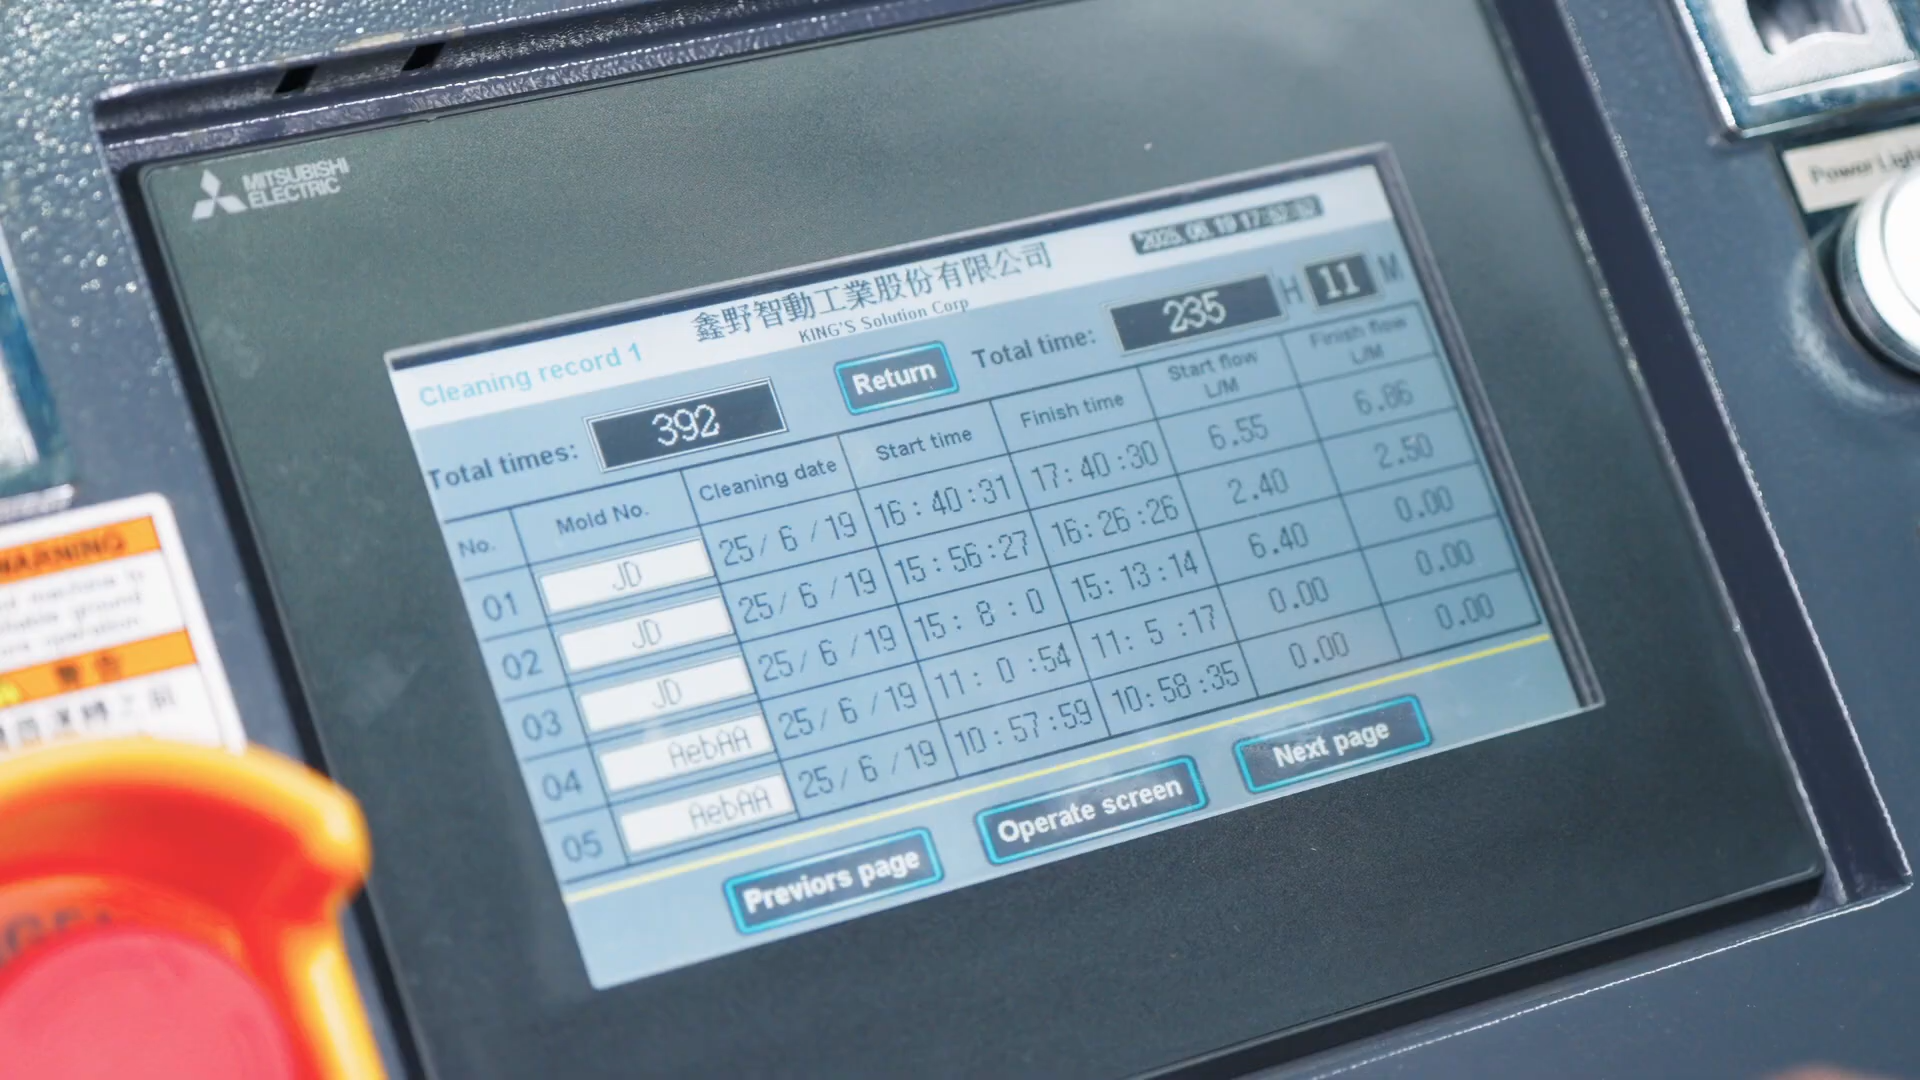 MITSUBISHI
ELECTRIC
鑫野智動工業股份有限公司
KING'S Solution Corp
Cleaning record 1
Total times: 392
Return
Total time: 235 H 11 M
No. Mold No. Cleaning date Start time Finish time Start flow L/M Finish flow L/M
01 JD 25/ 6 /19 16:40:31 17:40:30 6.55 6.86
02 JD 25/ 6 /19 15:56:27 16:26:26 2.40 2.50
03 JD 25/ 6 /19 15: 8 : 0 15:13:14 6.40 0.00
04 AebAA 25/ 6 /19 11: 0 :54 11: 5 :17 0.00 0.00
05 AebAA 25/ 6 /19 10:57:59 10:58:35 0.00 0.00
Previors page
Operate screen
Next page
Power Light
WARNING
警告